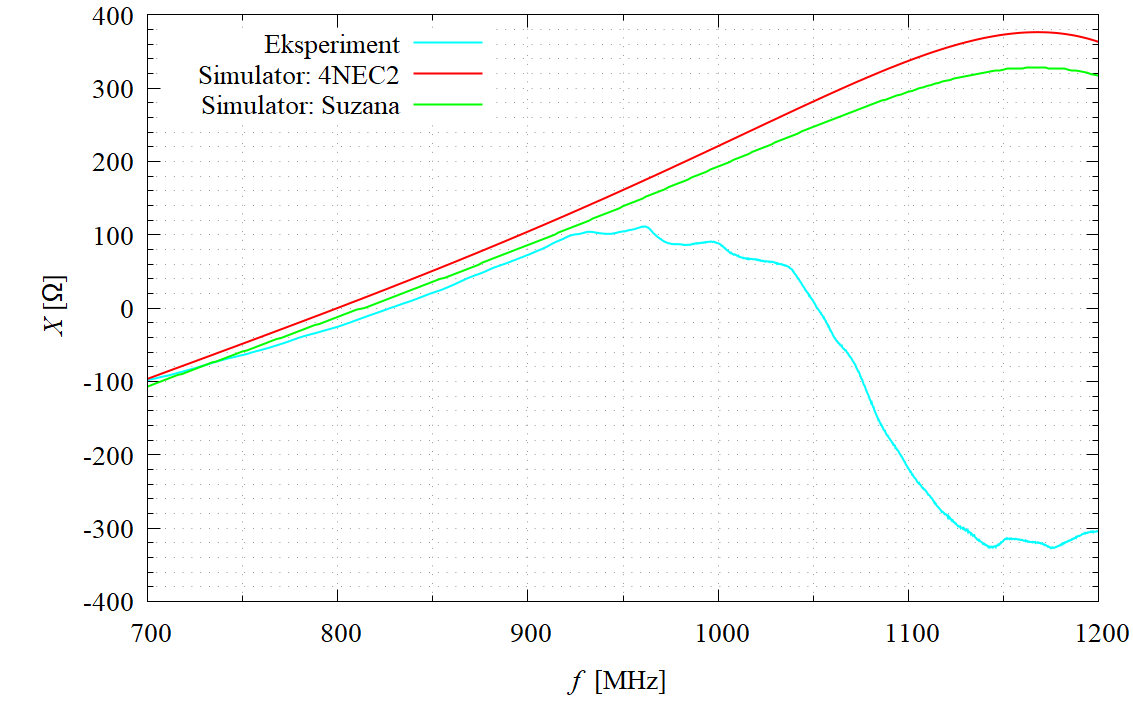 400
300
200
100
0
-100
-200
-300
-400
X [Ω]
Eksperiment
Simulator: 4NEC2
Simulator: Suzana
700 800 900 1000 1100 1200
f [MHz]